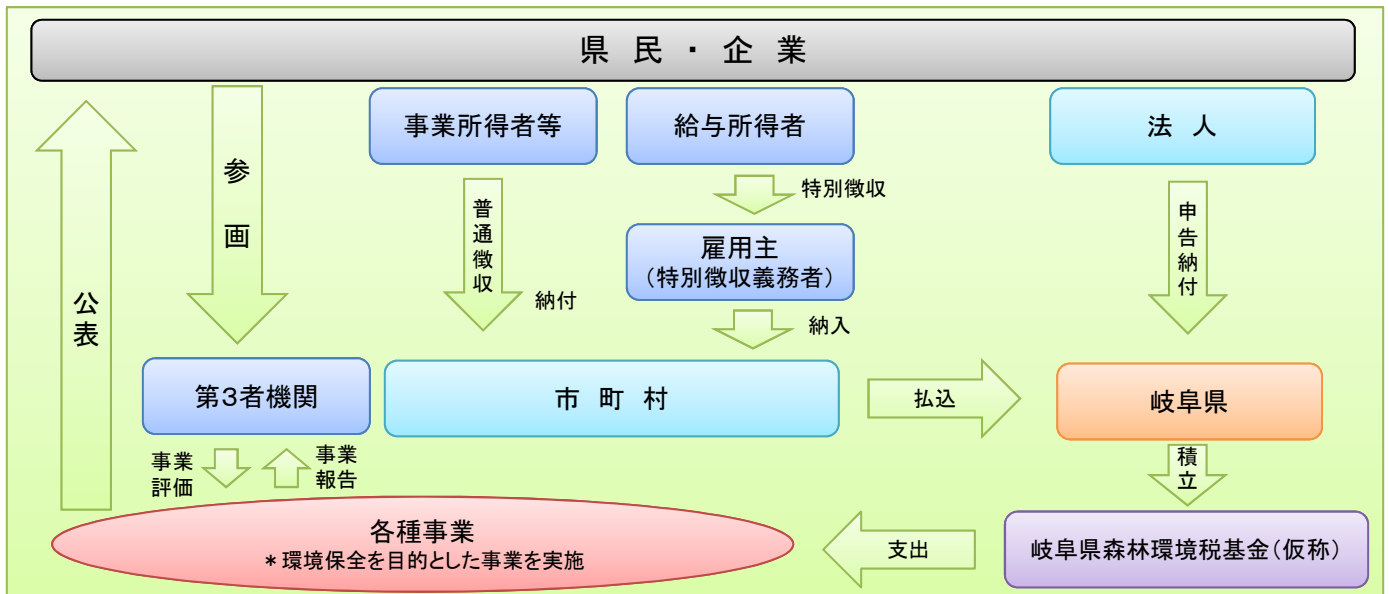 県民・企業
事業所得者等
給与所得者
法人
参画
普通徴収
納付
特別徴収
雇用主
（特別徴収義務者）
納入
申告納付
公表
第３者機関
市町村
払込
岐阜県
事業
評価
事業
報告
積立
各種事業
＊環境保全を目的とした事業を実施
支出
岐阜県森林環境税基金（仮称）